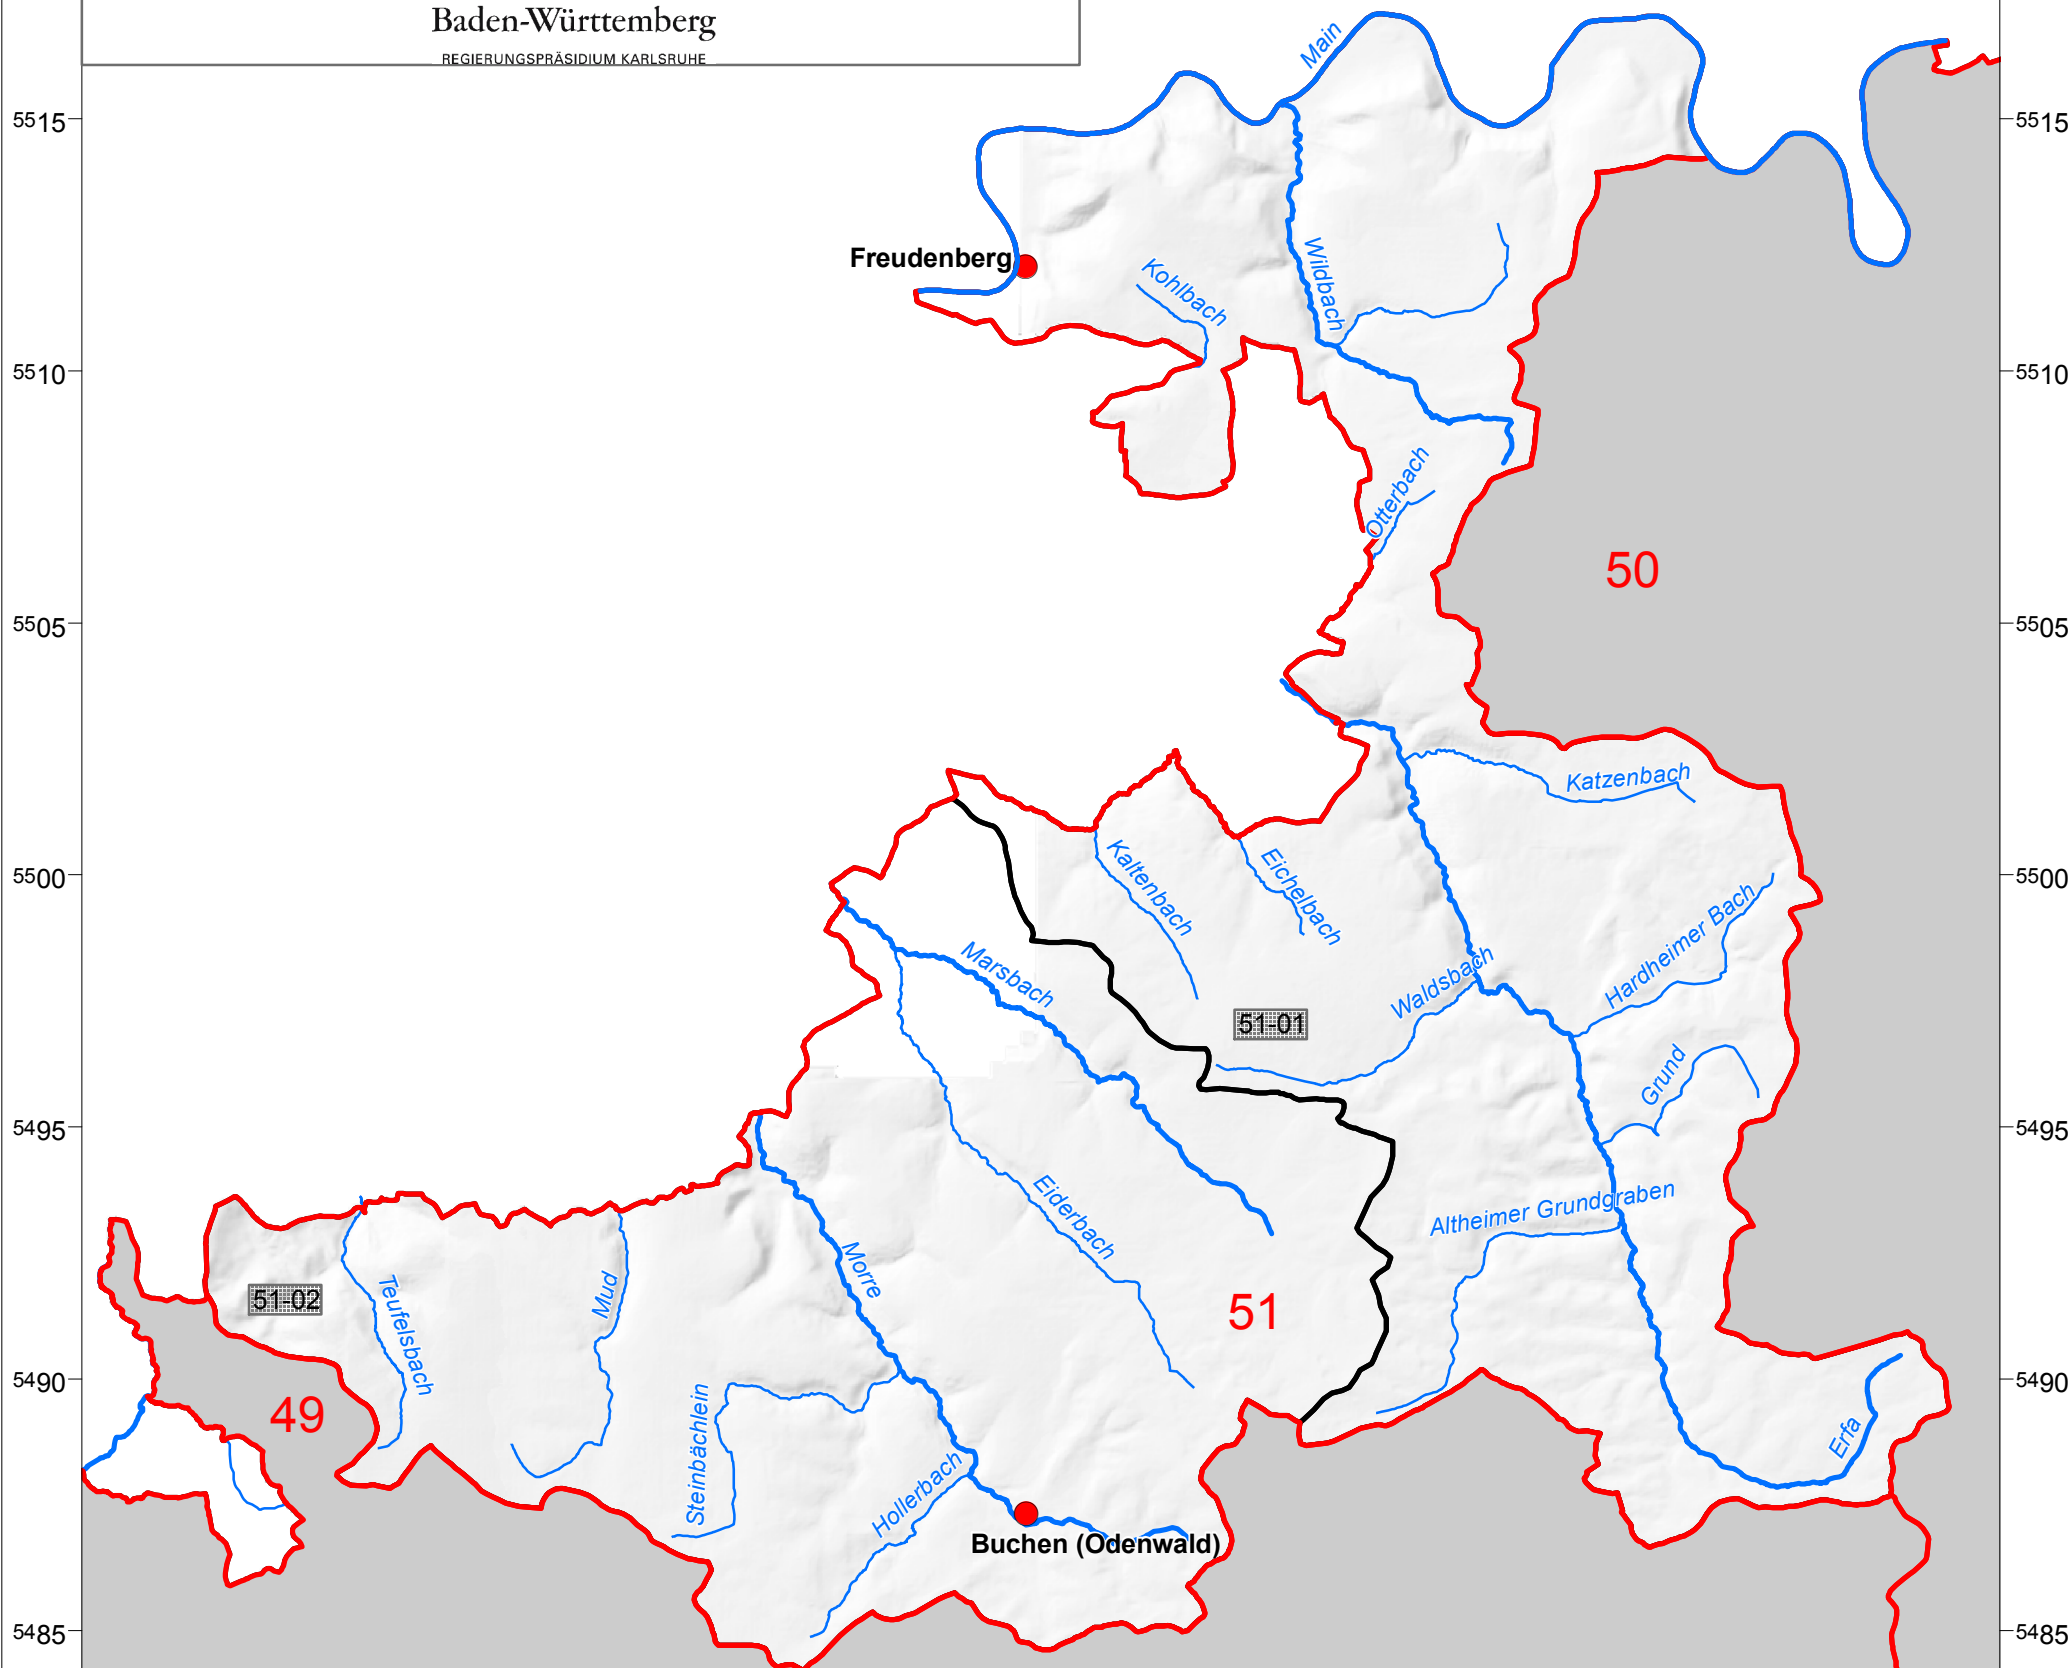 Baden-Württemberg
REGIERUNGSPRÄSIDIUM KARLSRUHE
Main
5515
5515
Freudenberg
Kohlbach
Wildbach
5510
5510
Otterbach
50
5505
5505
Katzenbach
Kaltenbach
Eichelbach
5500
5500
Hardheimer Bach
Marsbach
Waldsbach
51-01
Grund
5495
5495
Eiderbach
Altheimer Grundgraben
Morre
Mud
51-02
Teufelsbach
51
5490
5490
49
Steinbächlein
Hollerbach
Erfa
Buchen (Odenwald)
5485
5485